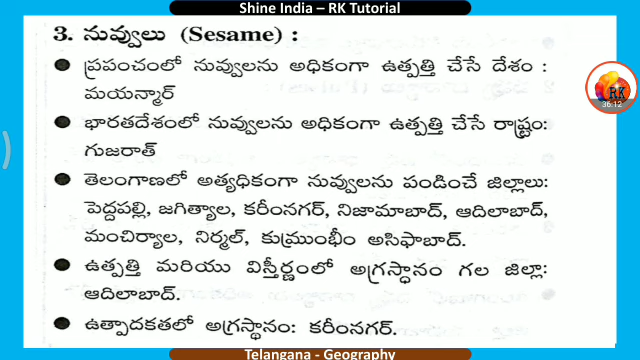 Shine India – RK Tutorial
3. నువ్వులు (Sesame) :
● ప్రపంచంలో నువ్వులను అధికంగా ఉత్పత్తి చేసే దేశం :
మయన్మార్
● భారతదేశంలో నువ్వులను అధికంగా ఉత్పత్తి చేసే రాష్ట్రం:
గుజరాత్
● తెలంగాణలో అత్యధికంగా నువ్వులను పండించే జిల్లాలు:
పెద్దపల్లి, జగిత్యాల, కరీంనగర్, నిజామాబాద్, ఆదిలాబాద్,
మంచిర్యాల, నిర్మల్, కుమ్రుంభీం అసిఫాబాద్.
● ఉత్పత్తి మరియు విస్తీర్ణంలో అగ్రస్థానం గల జిల్లా:
ఆదిలాబాద్.
● ఉత్పాదకతలో అగ్రస్థానం: కరీంనగర్.
RK
36:12
Telangana - Geography